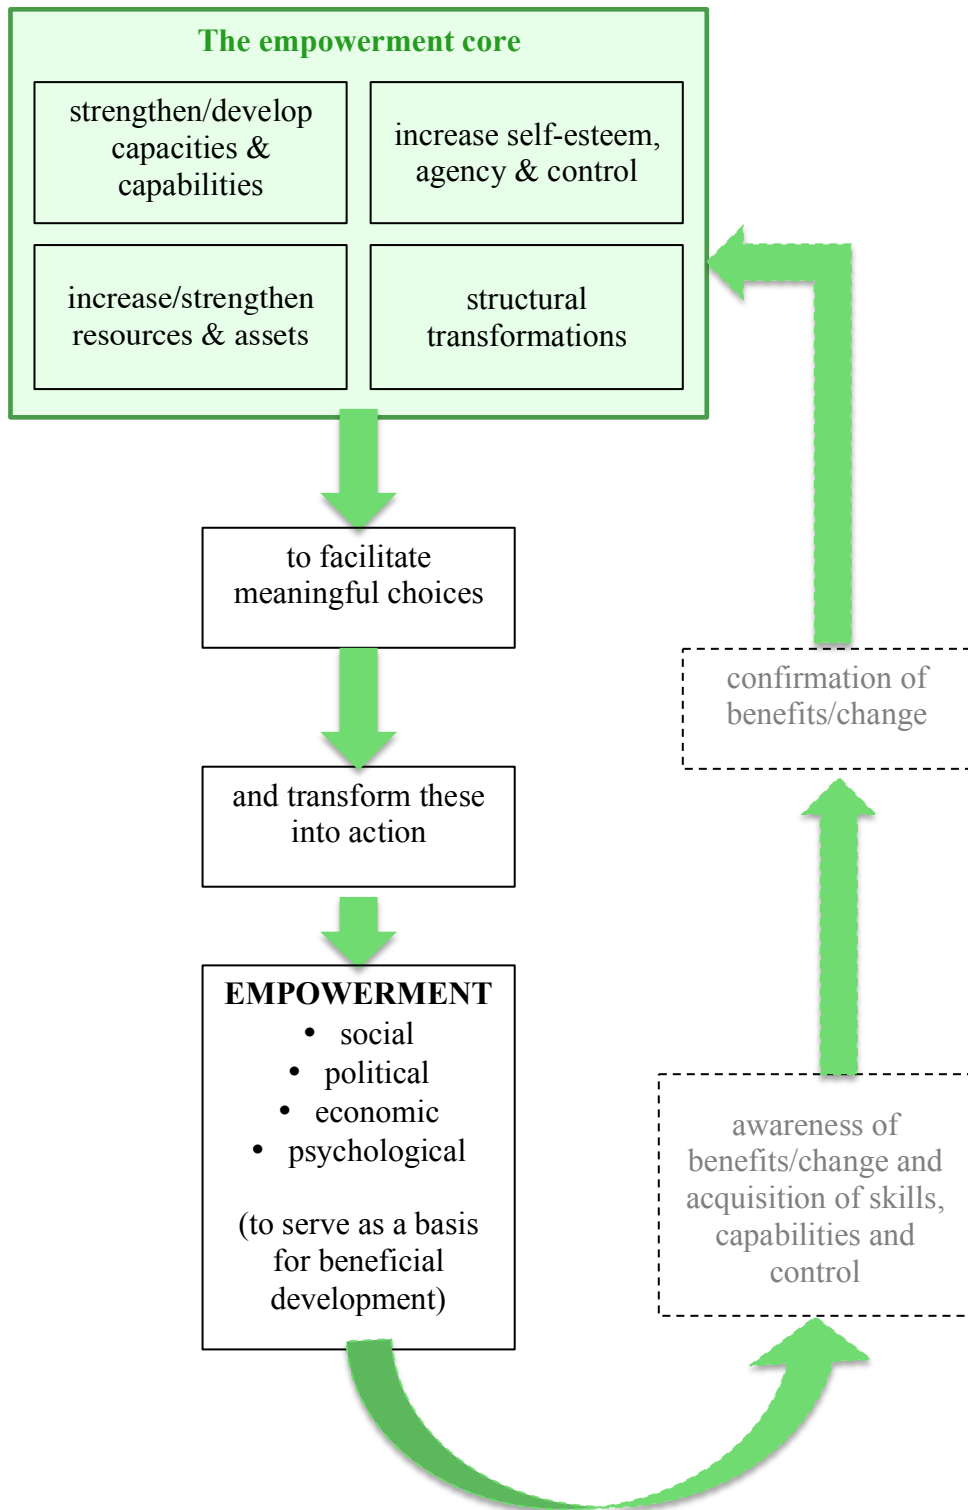 The empowerment core
strengthen/develop
capacities &
capabilities
increase self-esteem,
agency & control
increase/strengthen
resources & assets
structural
transformations
to facilitate
meaningful choices
and transform these
into action
EMPOWERMENT
• social
• political
• economic
• psychological
(to serve as a basis
for beneficial
development)
confirmation of
benefits/change
awareness of
benefits/change and
acquisition of skills,
capabilities and
control